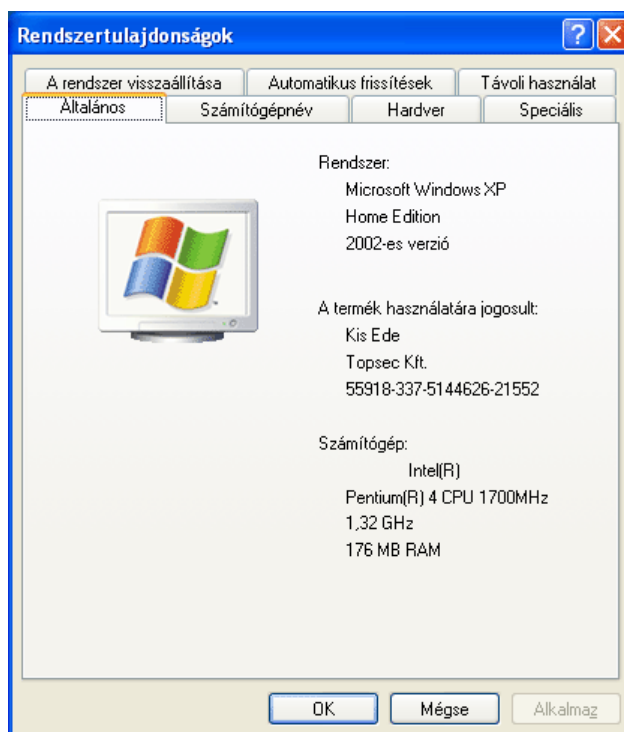 Rendszertulajdonságok
A rendszer visszaállítása Automatikus frissítések Távoli használat
Általános Számítógépnév Hardver Speciális
Rendszer:
Microsoft Windows XP
Home Edition
2002-es verzió
A termék használatára jogosult:
Kis Ede
Topsec Kft.
55918-337-5144626-21552
Számítógép:
Intel(R)
Pentium(R) 4 CPU 1700MHz
1,32 GHz
176 MB RAM
OK Mégse Alkalmaz